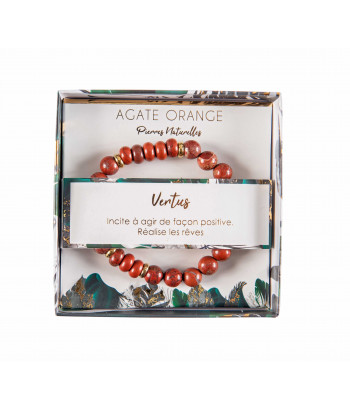 AGATE ORANGE
Pierres Naturelles
Vertus
Incite à agir de façon positive.
Réalise les rêves